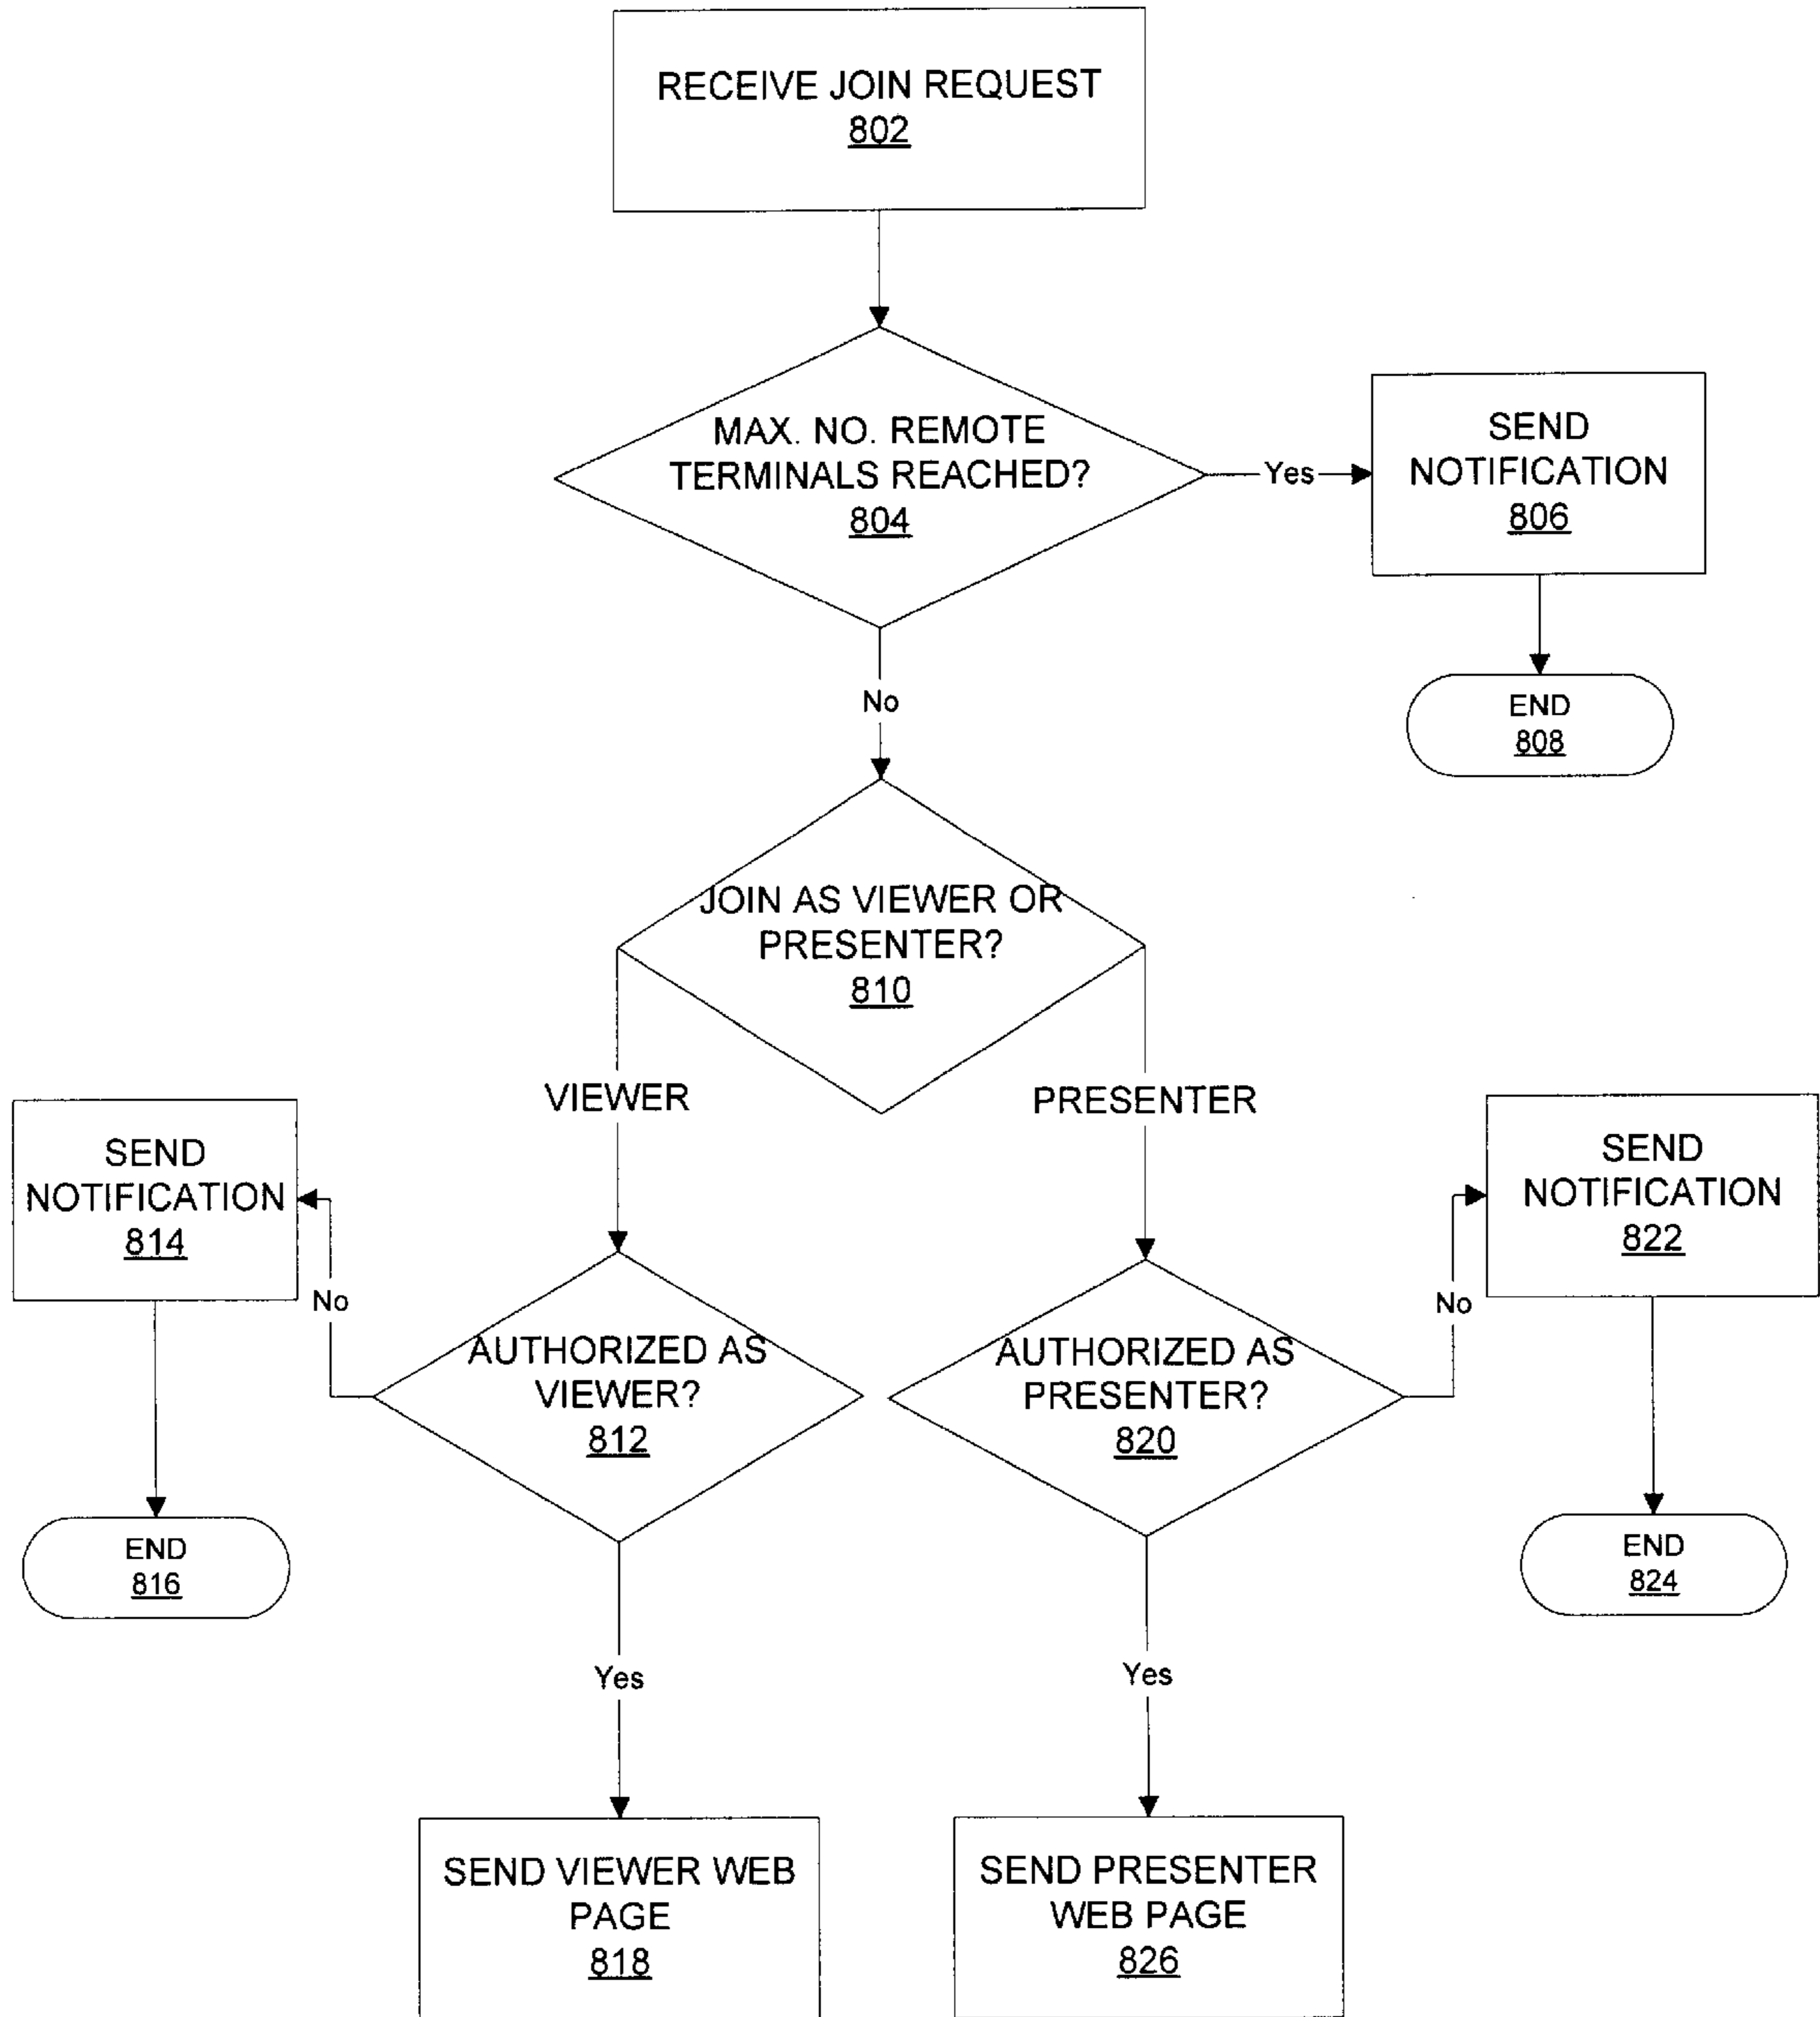 RECEIVE JOIN REQUEST
802
MAX. NO. REMOTE
TERMINALS REACHED?
804
Yes
SEND
NOTIFICATION
806
END
808
No
JOIN AS VIEWER OR
PRESENTER?
810
VIEWER
PRESENTER
SEND
NOTIFICATION
814
No
AUTHORIZED AS
VIEWER?
812
END
816
AUTHORIZED AS
PRESENTER?
820
No
SEND
NOTIFICATION
822
END
824
Yes
Yes
SEND VIEWER WEB
PAGE
818
SEND PRESENTER
WEB PAGE
826